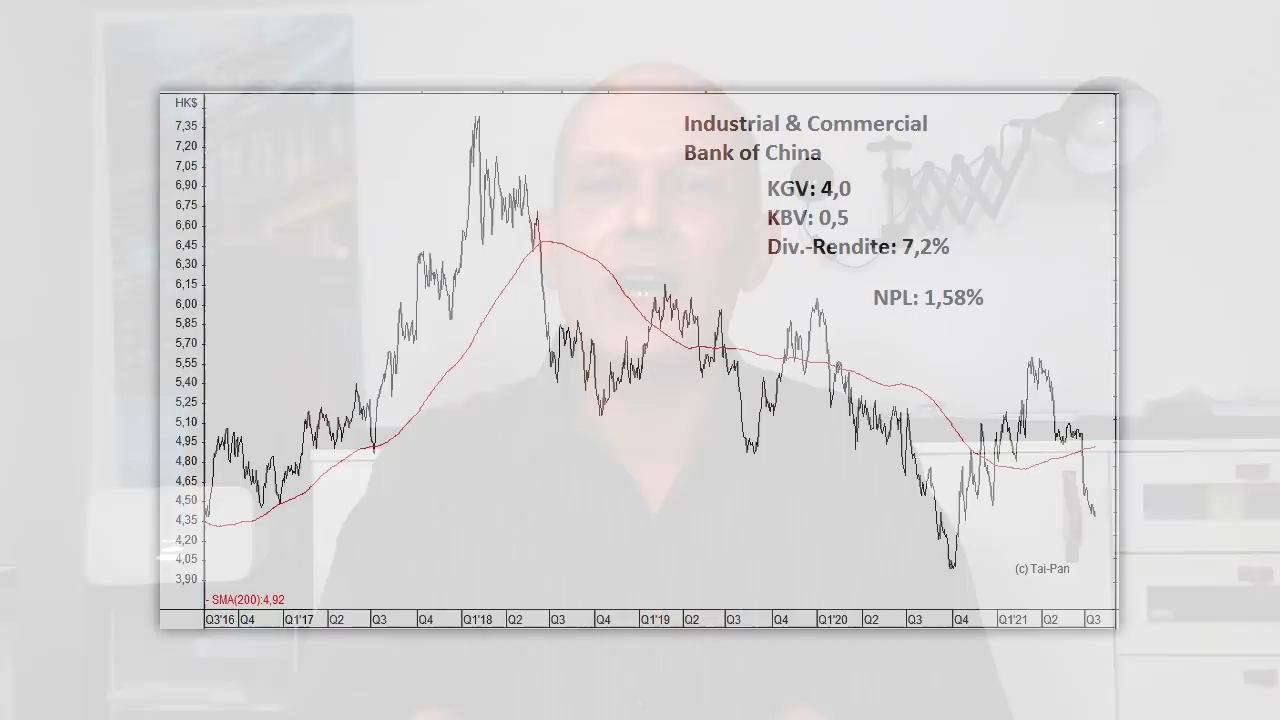 HK$
7,35
7,20
7,05
6,90
6,75
6,60
6,45
6,30
6,15
6,00
5,85
5,70
5,55
5,40
5,25
5,10
4,95
4,80
4,65
4,50
4,35
4,20
4,05
3,90
Industrial & Commercial
Bank of China
KGV: 4,0
KBV: 0,5
Div.-Rendite: 7,2%
NPL: 1,58%
(c) Tai-Pan
- SMA(200):4,92
Q3'16 Q4 Q1'17 Q2 Q3 Q4 Q1'18 Q2 Q3 Q4 Q1'19 Q2 Q3 Q4 Q1'20 Q2 Q3 Q4 Q1'21 Q2 Q3